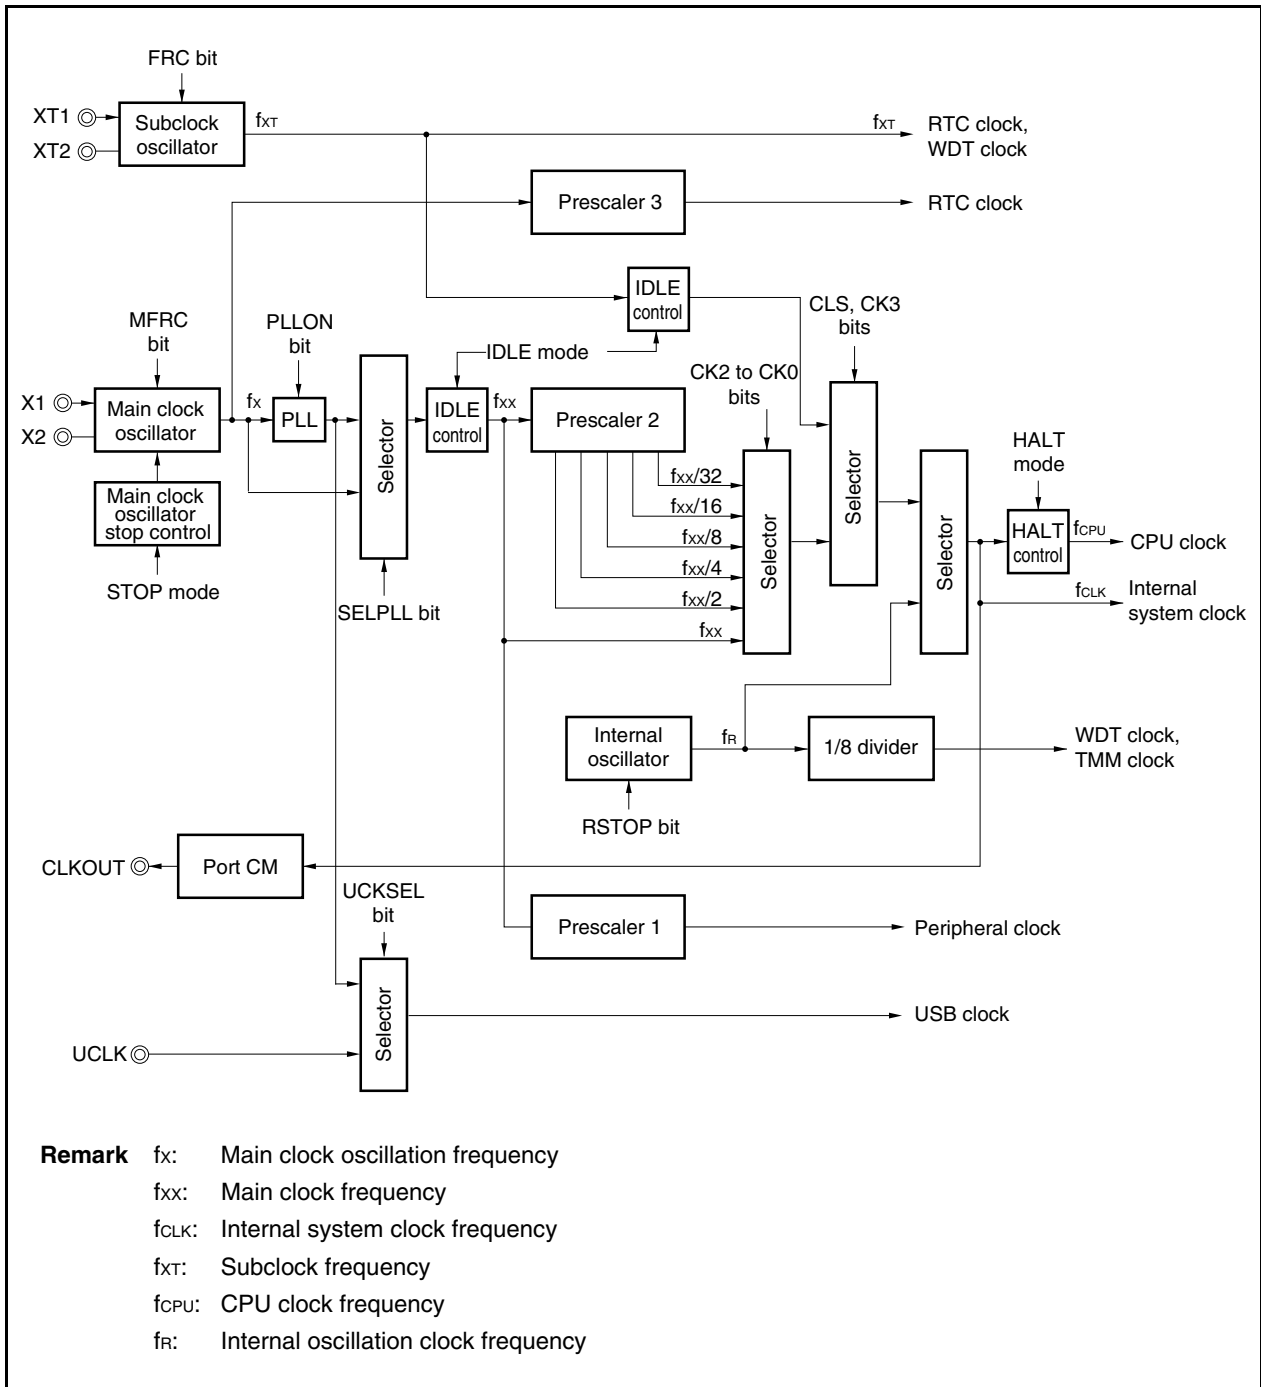 FRC bit
XT1
XT2
Subclock
oscillator
fXT
fXT
RTC clock,
WDT clock
Prescaler 3
RTC clock
IDLE
control
MFRC
bit
PLLON
bit
IDLE mode
CLS, CK3
bits
CK2 to CK0
bits
X1
X2
Main clock
oscillator
fX
PLL
Selector
IDLE
control
fXX
Prescaler 2
Main clock
oscillator
stop control
STOP mode
SELPLL bit
fXX/32
fXX/16
fXX/8
fXX/4
fXX/2
fXX
Selector
Selector
Selector
HALT
mode
HALT
control
fCPU
CPU clock
fCLK
Internal
system clock
Internal
oscillator
fR
1/8 divider
WDT clock,
TMM clock
RSTOP bit
CLKOUT
Port CM
UCKSEL
bit
Prescaler 1
Peripheral clock
Selector
USB clock
UCLK
Remark fX: Main clock oscillation frequency
fXX: Main clock frequency
fCLK: Internal system clock frequency
fXT: Subclock frequency
fCPU: CPU clock frequency
fR: Internal oscillation clock frequency